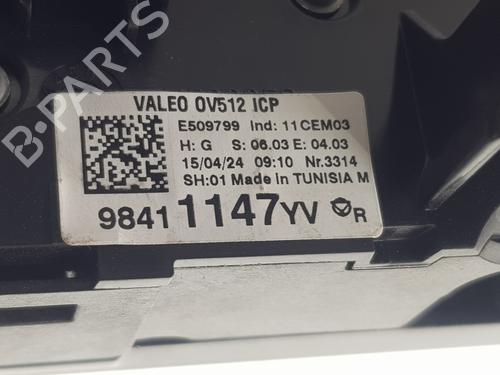 VALEO OV512 ICP
E509799 Ind: 11CEM03
H: G S: 06.03 E: 04.03
15/04/24 09:10 Nr.3314
SH:01 Made in TUNISIA M
98411147YV R
B-PARTS